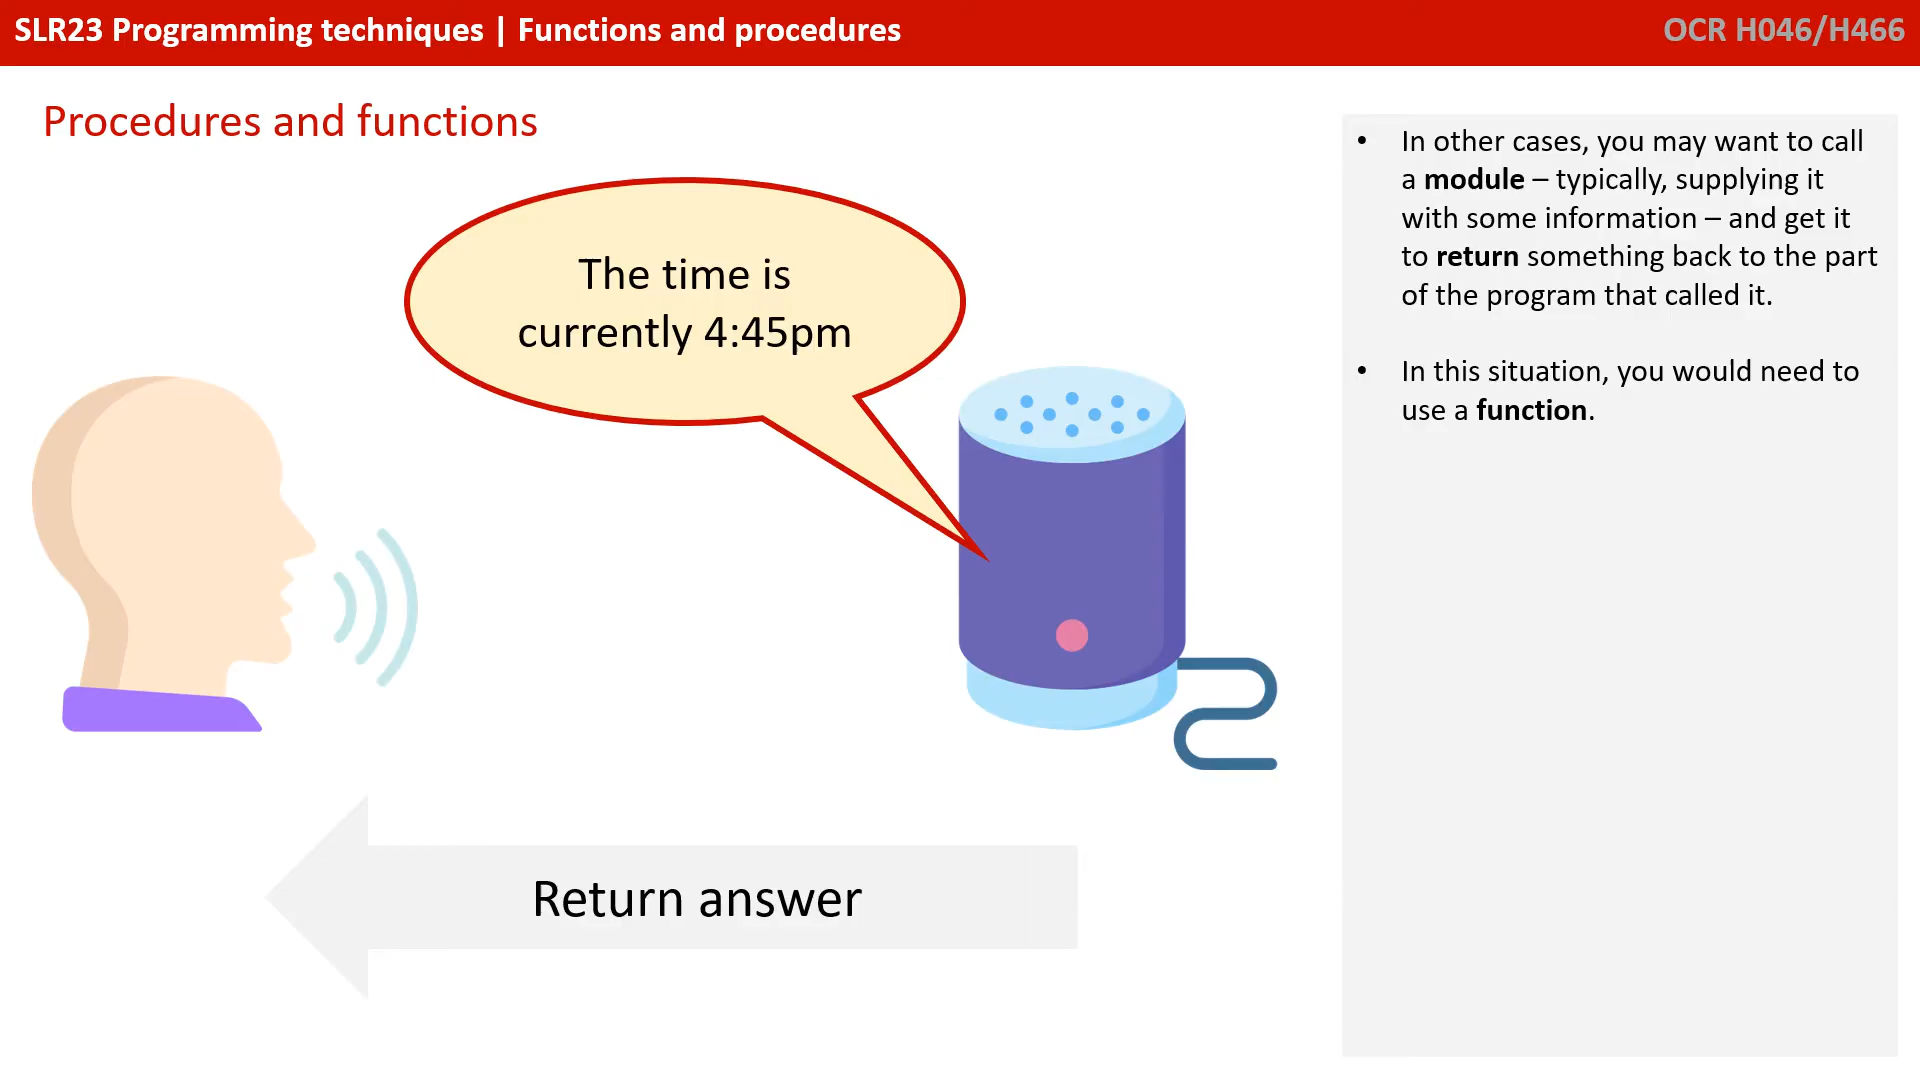 SLR23 Programming techniques | Functions and procedures
OCR H046/H466
Procedures and functions
The time is
currently 4:45pm
Return answer
• In other cases, you may want to call
a module – typically, supplying it
with some information – and get it
to return something back to the part
of the program that called it.
• In this situation, you would need to
use a function.